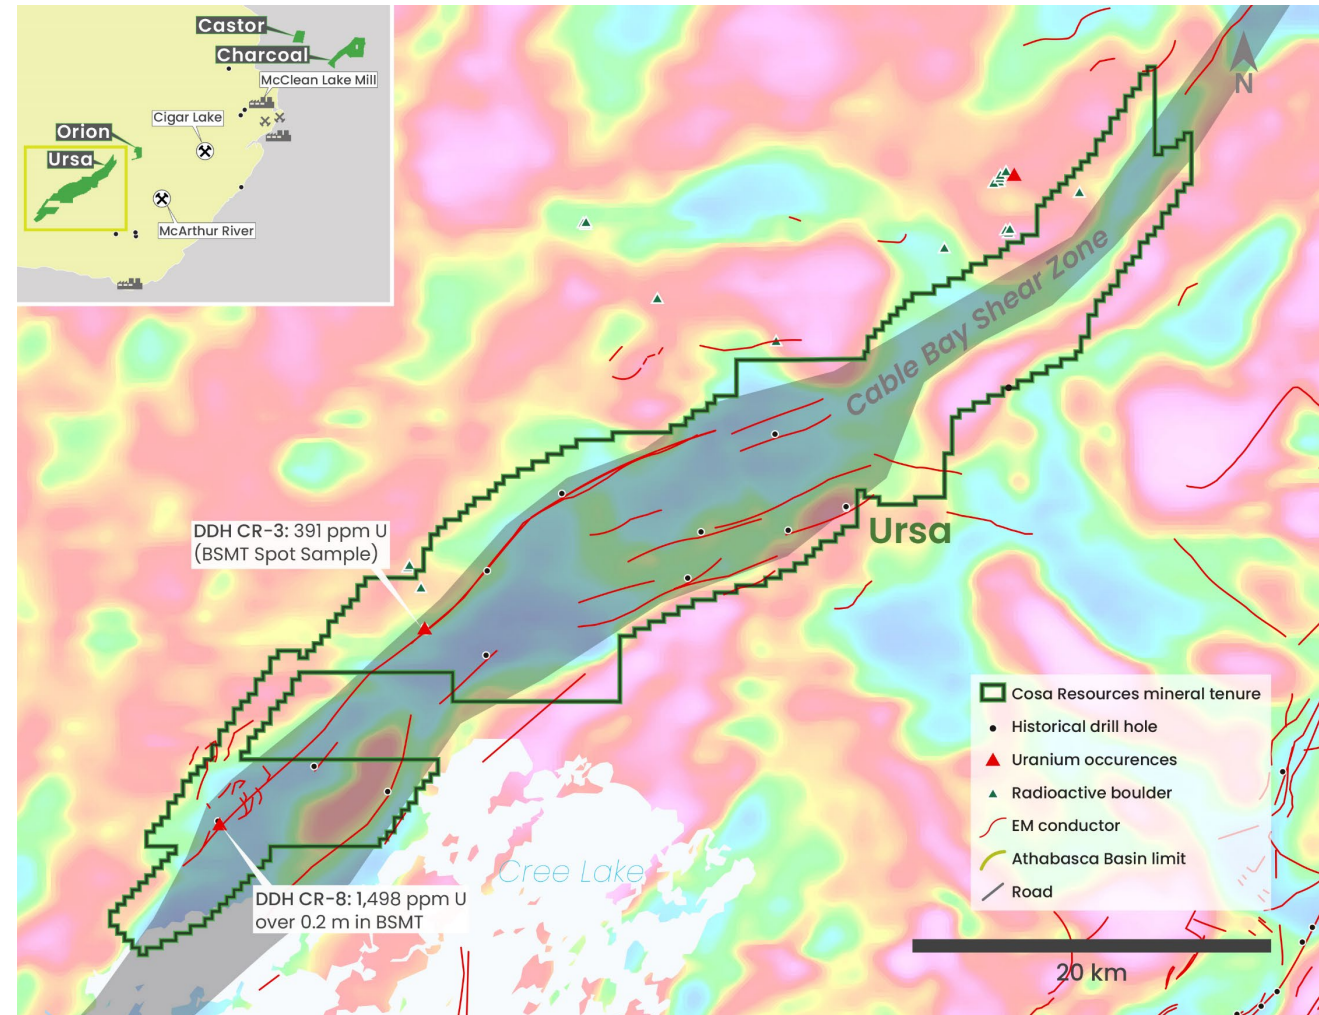 Castor
Charcoal
McClean Lake Mill
Cigar Lake
Orion
Ursa
McArthur River
N
Cable Bay Shear Zone
DDH CR-3: 391 ppm U
(BSMT Spot Sample)
Ursa
Cosa Resources mineral tenure
Historical drill hole
Uranium occurences
Radioactive boulder
EM conductor
Athabasca Basin limit
Road
Cree Lake
DDH CR-8: 1,498 ppm U
over 0.2 m in BSMT
20 km